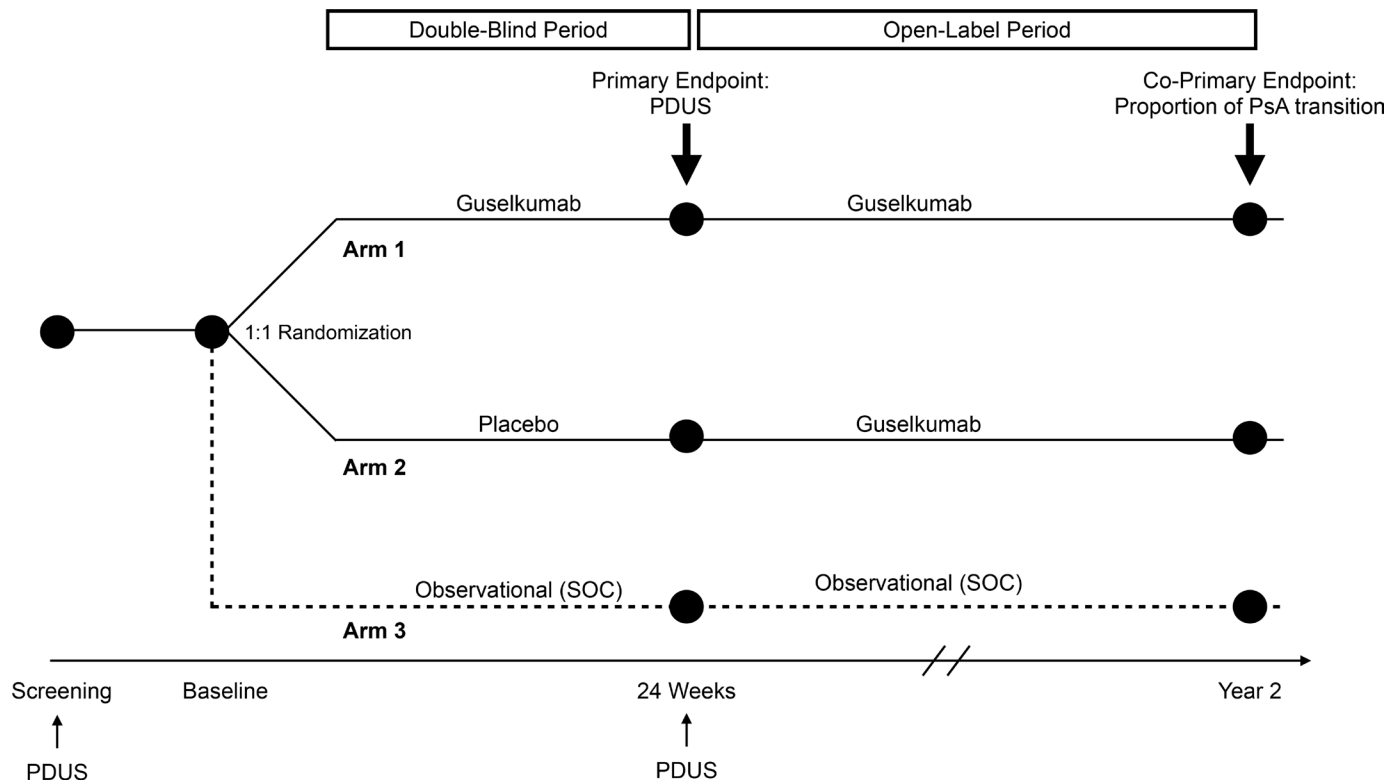 Double-Blind Period
Open-Label Period
Primary Endpoint:
PDUS
Co-Primary Endpoint:
Proportion of PsA transition
Guselkumab
Guselkumab
Arm 1
1:1 Randomization
Placebo
Guselkumab
Arm 2
Observational (SOC)
Observational (SOC)
Arm 3
Screening
Baseline
24 Weeks
Year 2
PDUS
PDUS